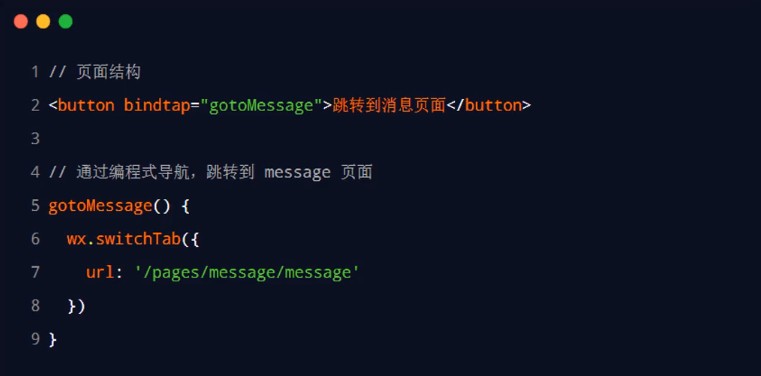 1 // 页面结构
2 <button bindtap="gotoMessage">跳转到消息页面</button>
3
4 // 通过编程式导航，跳转到 message 页面
5 gotoMessage() {
6   wx.switchTab({
7     url: '/pages/message/message'
8   })
9 }